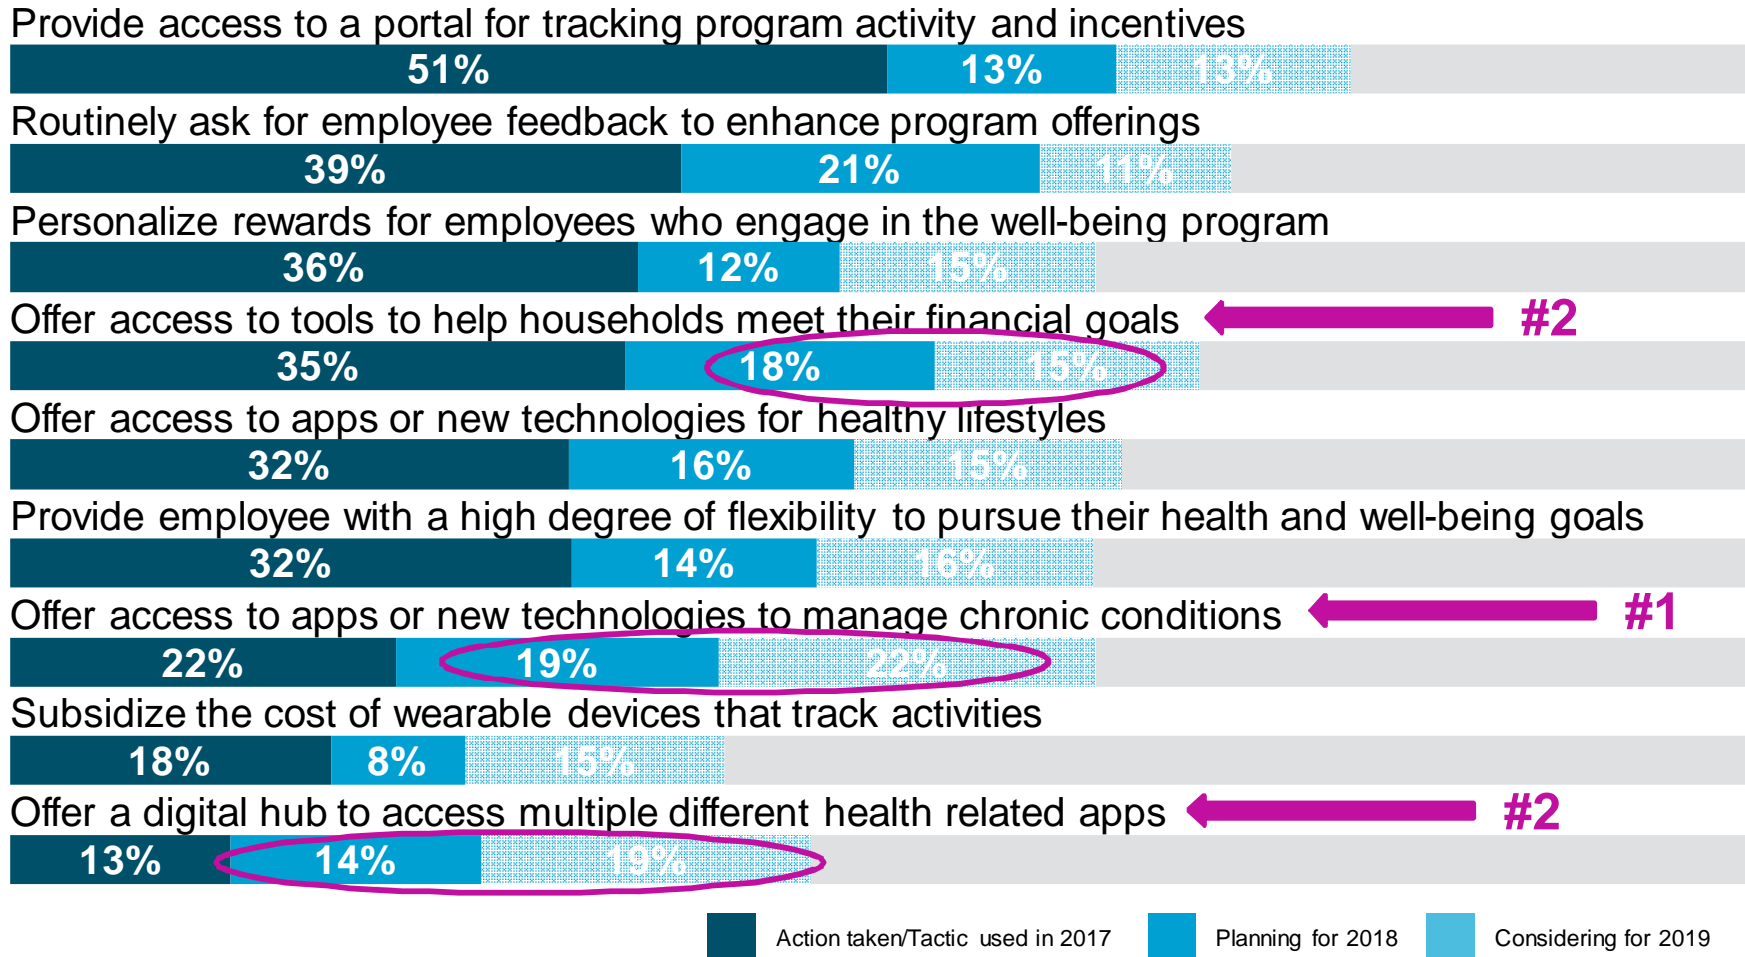 Provide access to a portal for tracking program activity and incentives
51% 13% 13%
Routinely ask for employee feedback to enhance program offerings
39% 21% 11%
Personalize rewards for employees who engage in the well-being program
36% 12% 15%
Offer access to tools to help households meet their financial goals #2
35% 18% 15%
Offer access to apps or new technologies for healthy lifestyles
32% 16% 15%
Provide employee with a high degree of flexibility to pursue their health and well-being goals
32% 14% 16%
Offer access to apps or new technologies to manage chronic conditions #1
22% 19% 22%
Subsidize the cost of wearable devices that track activities
18% 8% 15%
Offer a digital hub to access multiple different health related apps #2
13% 14% 19%
Action taken/Tactic used in 2017 Planning for 2018 Considering for 2019